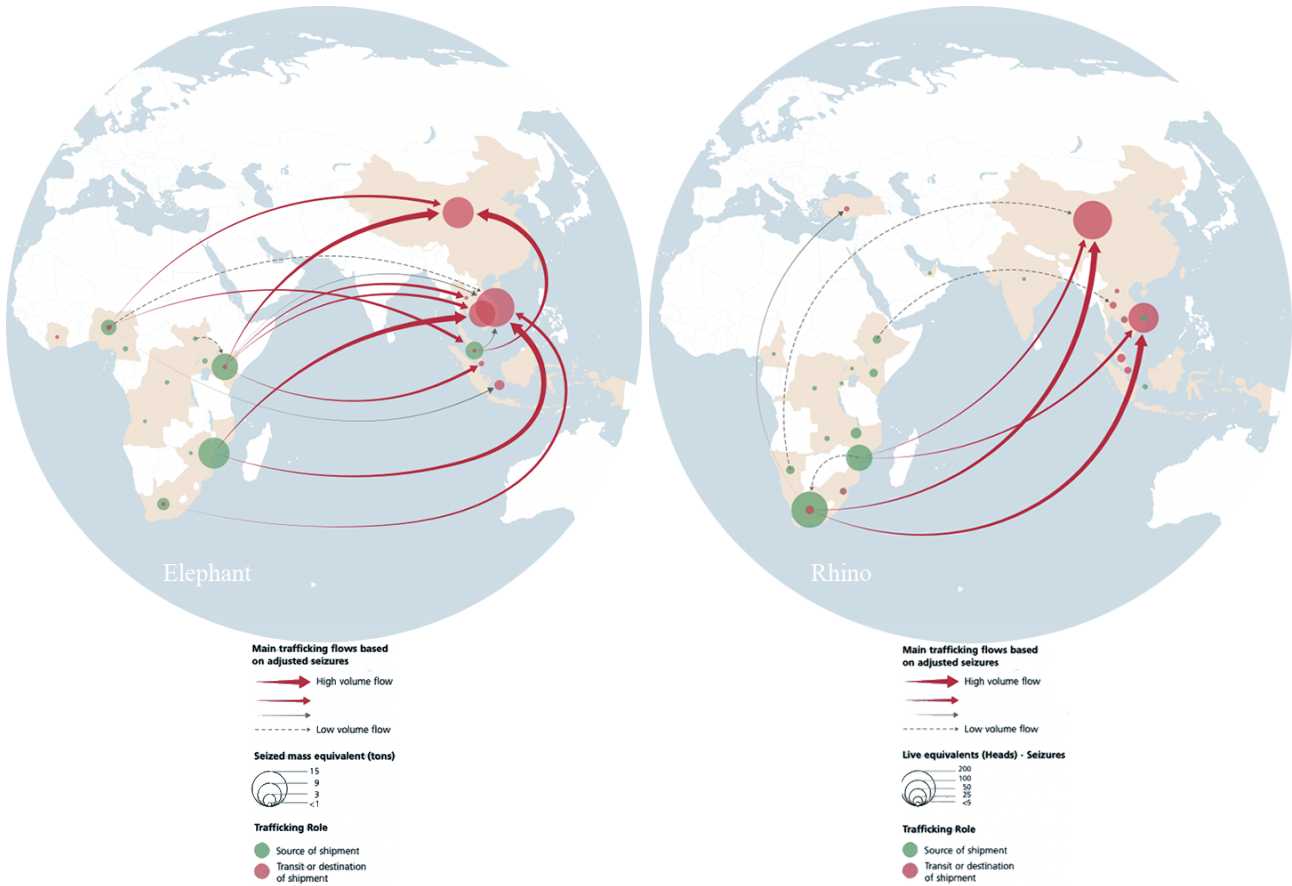 Elephant
Main trafficking flows based
on adjusted seizures
High volume flow
Low volume flow
Seized mass equivalent (tons)
15
9
3
<1
Trafficking Role
Source of shipment
Transit or destination
of shipment
Rhino
Main trafficking flows based
on adjusted seizures
High volume flow
Low volume flow
Live equivalents (Heads) - Seizures
200
100
50
25
<5
Trafficking Role
Source of shipment
Transit or destination
of shipment